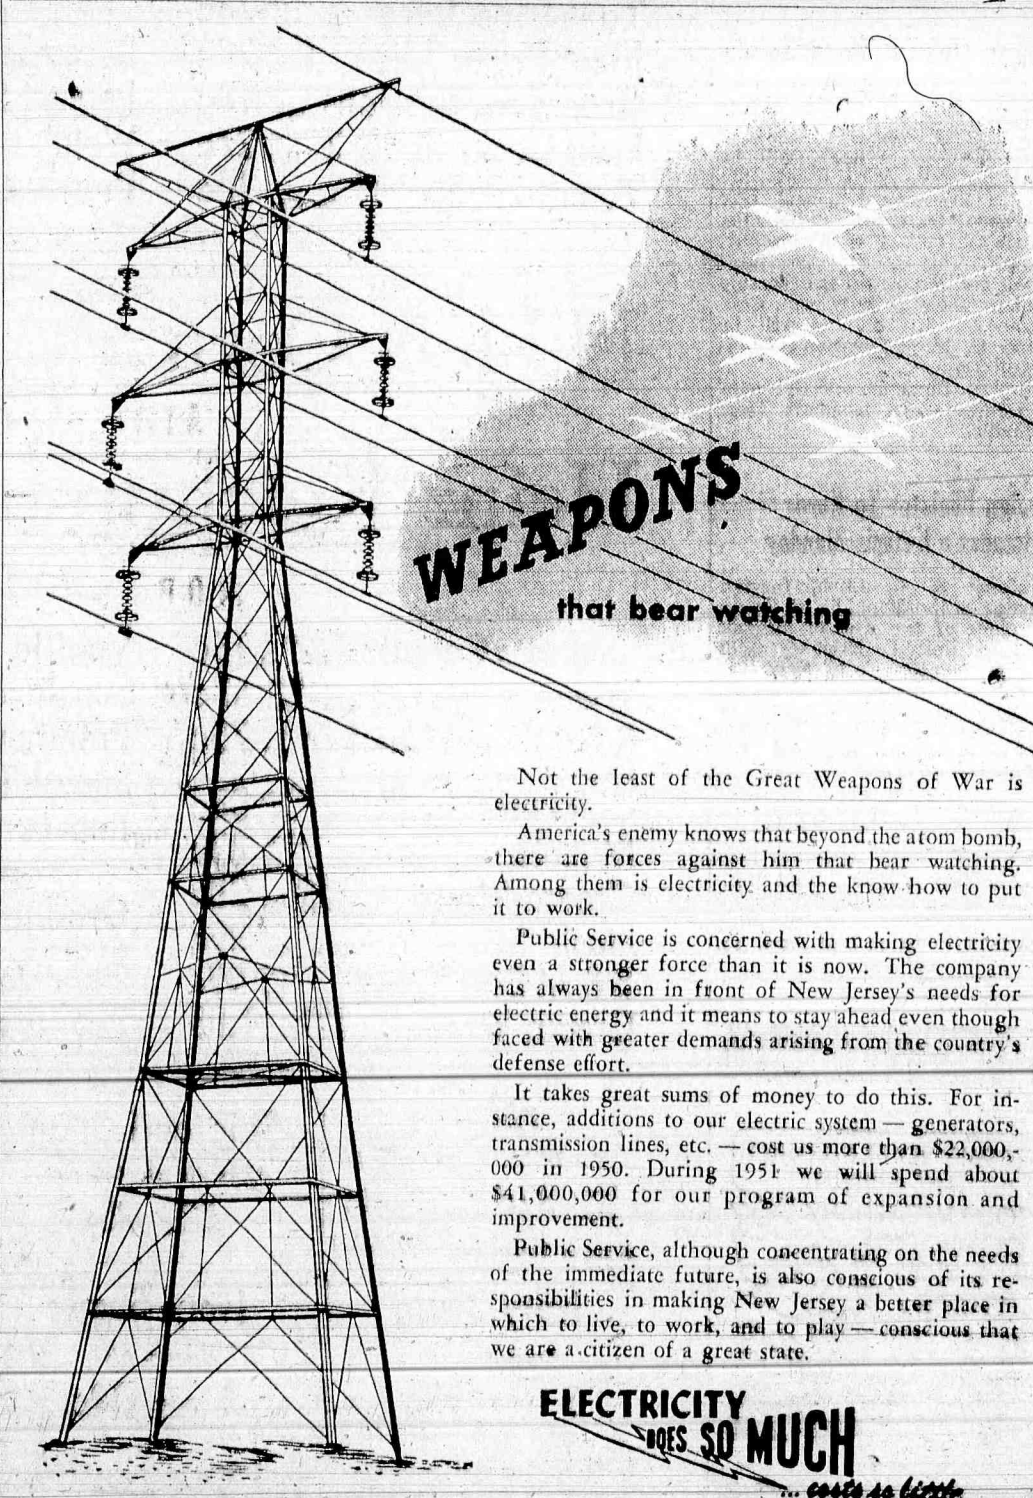 WEAPONS
that bear watching
Not the least of the Great Weapons of War is
electricity.
America's enemy knows that beyond the atom bomb,
there are forces against him that bear watching.
Among them is electricity and the know how to put
it to work.
Public Service is concerned with making electricity
even a stronger force than it is now. The company
has always been in front of New Jersey's needs for
electric energy and it means to stay ahead even though
faced with greater demands arising from the country's
defense effort.
It takes great sums of money to do this. For in-
stance, additions to our electric system — generators,
transmission lines, etc. — cost us more than $22,000,-
000 in 1950. During 1951 we will spend about
$41,000,000 for our program of expansion and
improvement.
Public Service, although concentrating on the needs
of the immediate future, is also conscious of its re-
sponsibilities in making New Jersey a better place in
which to live, to work, and to play — conscious that
we are a citizen of a great state.
ELECTRICITY
DOES SO MUCH
... costs so little